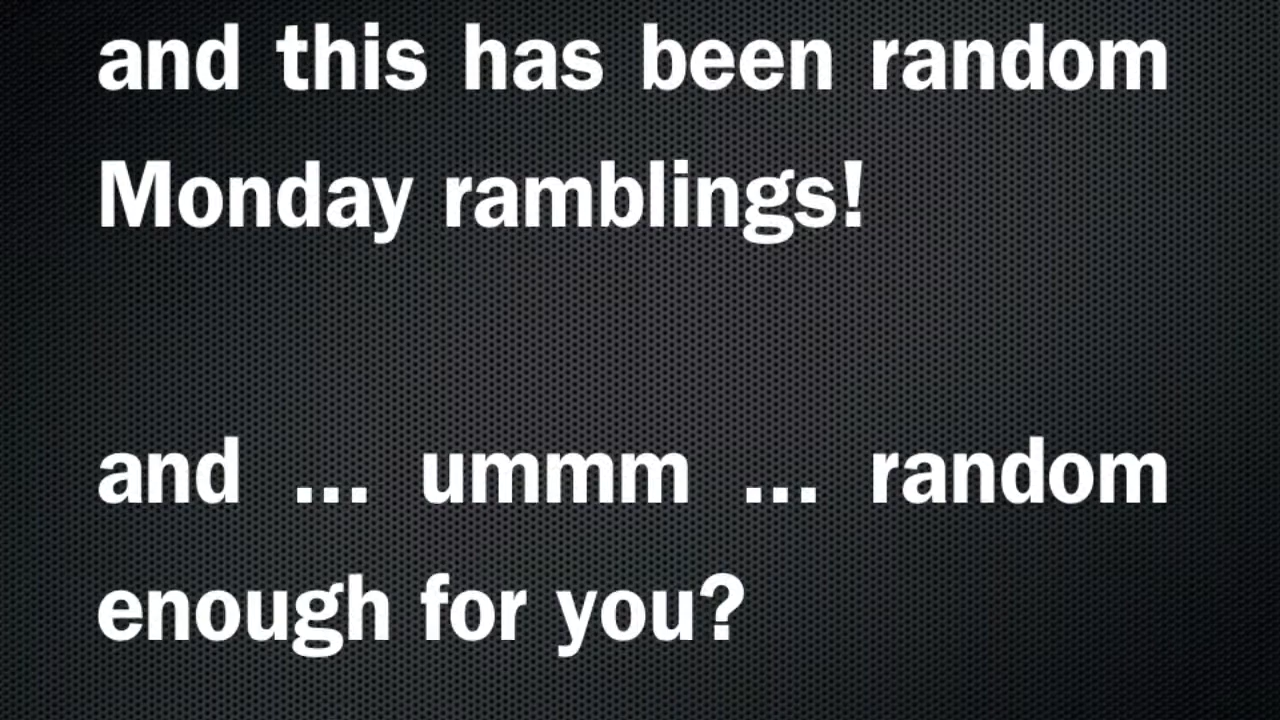 and this has been random
Monday ramblings!
and ... ummm ... random
enough for you?